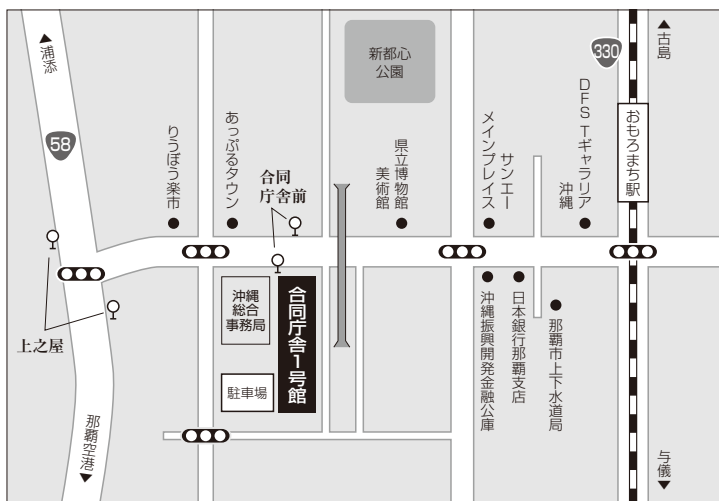 浦添
58
りうぼう楽市
あっぷるタウン
合同
庁舎前
新都心
公園
県立博物館
美術館
サンエー
メインプレイス
DFS Tギャラリア
沖縄
330
おもろまち駅
古島
上之屋
那覇空港
沖縄
総合
事務局
合同庁舎1号館
駐車場
沖縄振興開発金融公庫
日本銀行那覇支店
那覇市上下水道局
与儀